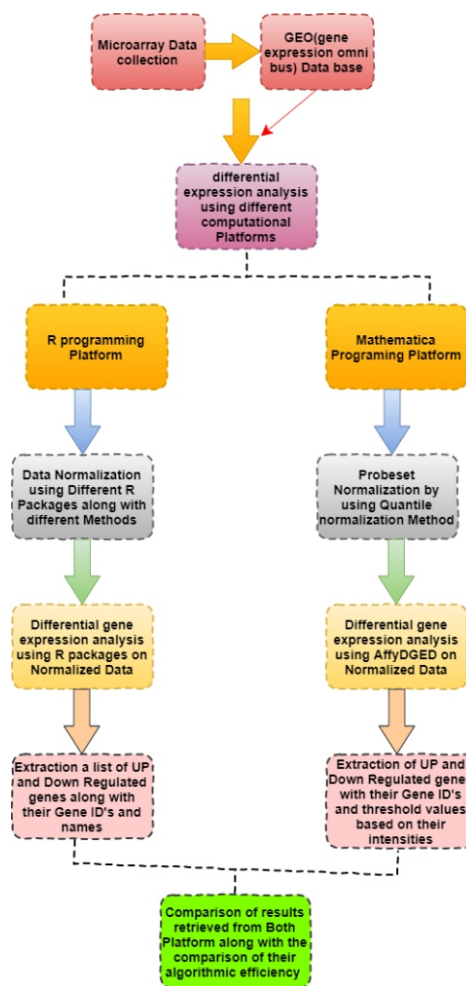 Microarray Data
collection
GEO(gene
expression omni
bus) Data base
differential
expression analysis
using different
computational
Platforms
R programming
Platform
Mathematica
Programing Platform
Data Normalization
using Different R
Packages along with
different Methods
Probeset
Normalization by
using Quantile
normalization Method
Differential gene
expression analysis
using R packages on
Normalized Data
Differential gene
expression analysis
using AffyDGED on
Normalized Data
Extraction a list of UP
and Down Regulated
genes along with
their Gene ID's and
names
Extraction of UP and
Down Regulated gene
with their Gene ID's
and threshold values
based on their
intensities
Comparison of results
retrieved from Both
Platform along with the
comparison of their
algorithmic efficiency